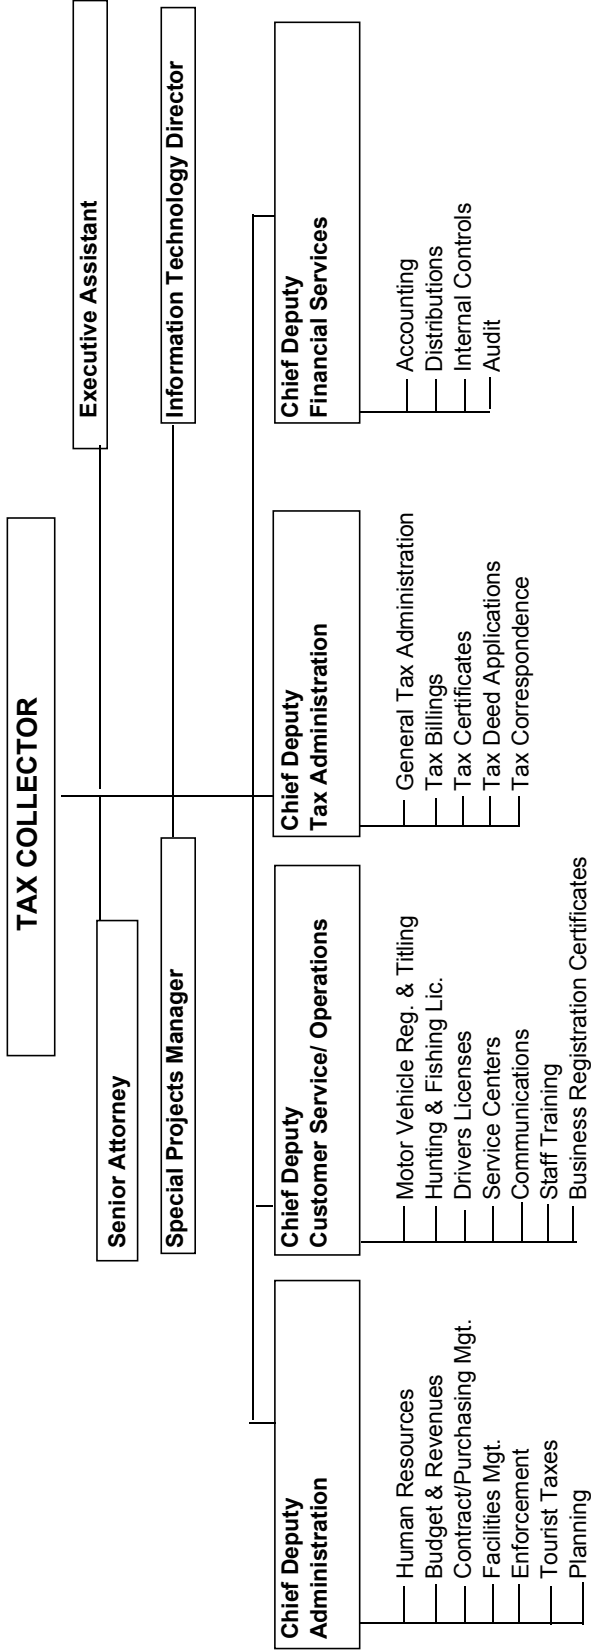 TAX COLLECTOR
Executive Assistant
Senior Attorney
Information Technology Director
Special Projects Manager
Chief Deputy
Administration
Human Resources
Budget & Revenues
Contract/Purchasing Mgt.
Facilities Mgt.
Enforcement
Tourist Taxes
Planning
Chief Deputy
Customer Service/ Operations
Motor Vehicle Reg. & Titling
Hunting & Fishing Lic.
Drivers Licenses
Service Centers
Communications
Staff Training
Business Registration Certificates
Chief Deputy
Tax Administration
General Tax Administration
Tax Billings
Tax Certificates
Tax Deed Applications
Tax Correspondence
Chief Deputy
Financial Services
Accounting
Distributions
Internal Controls
Audit